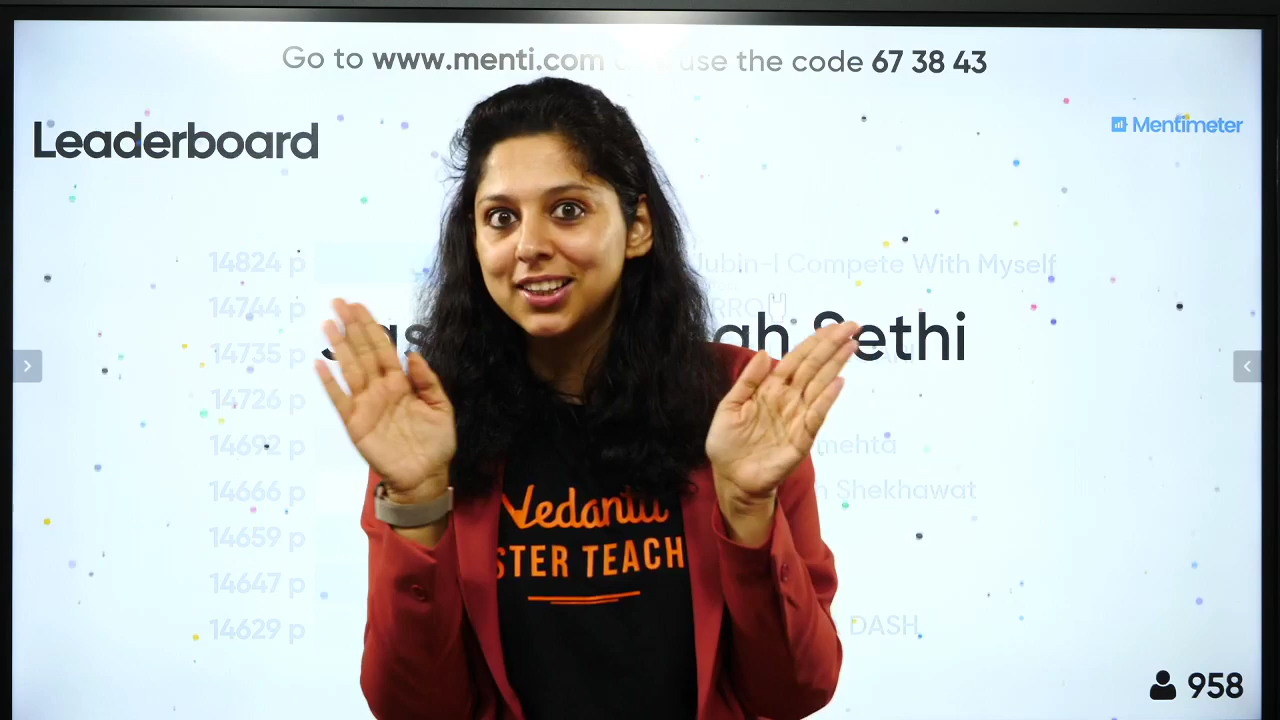 Go to www.menti.com use the code 67 38 43
Leaderboard
Mentimeter
14824 p Jubin-I Compete With Myself
14744 p
Sethi
14735 p
14726 p
14692 p mehta
14666 p Shekhawat
14659 p
14647 p
14629 p DASH
Vedantu
STER TEACH
958